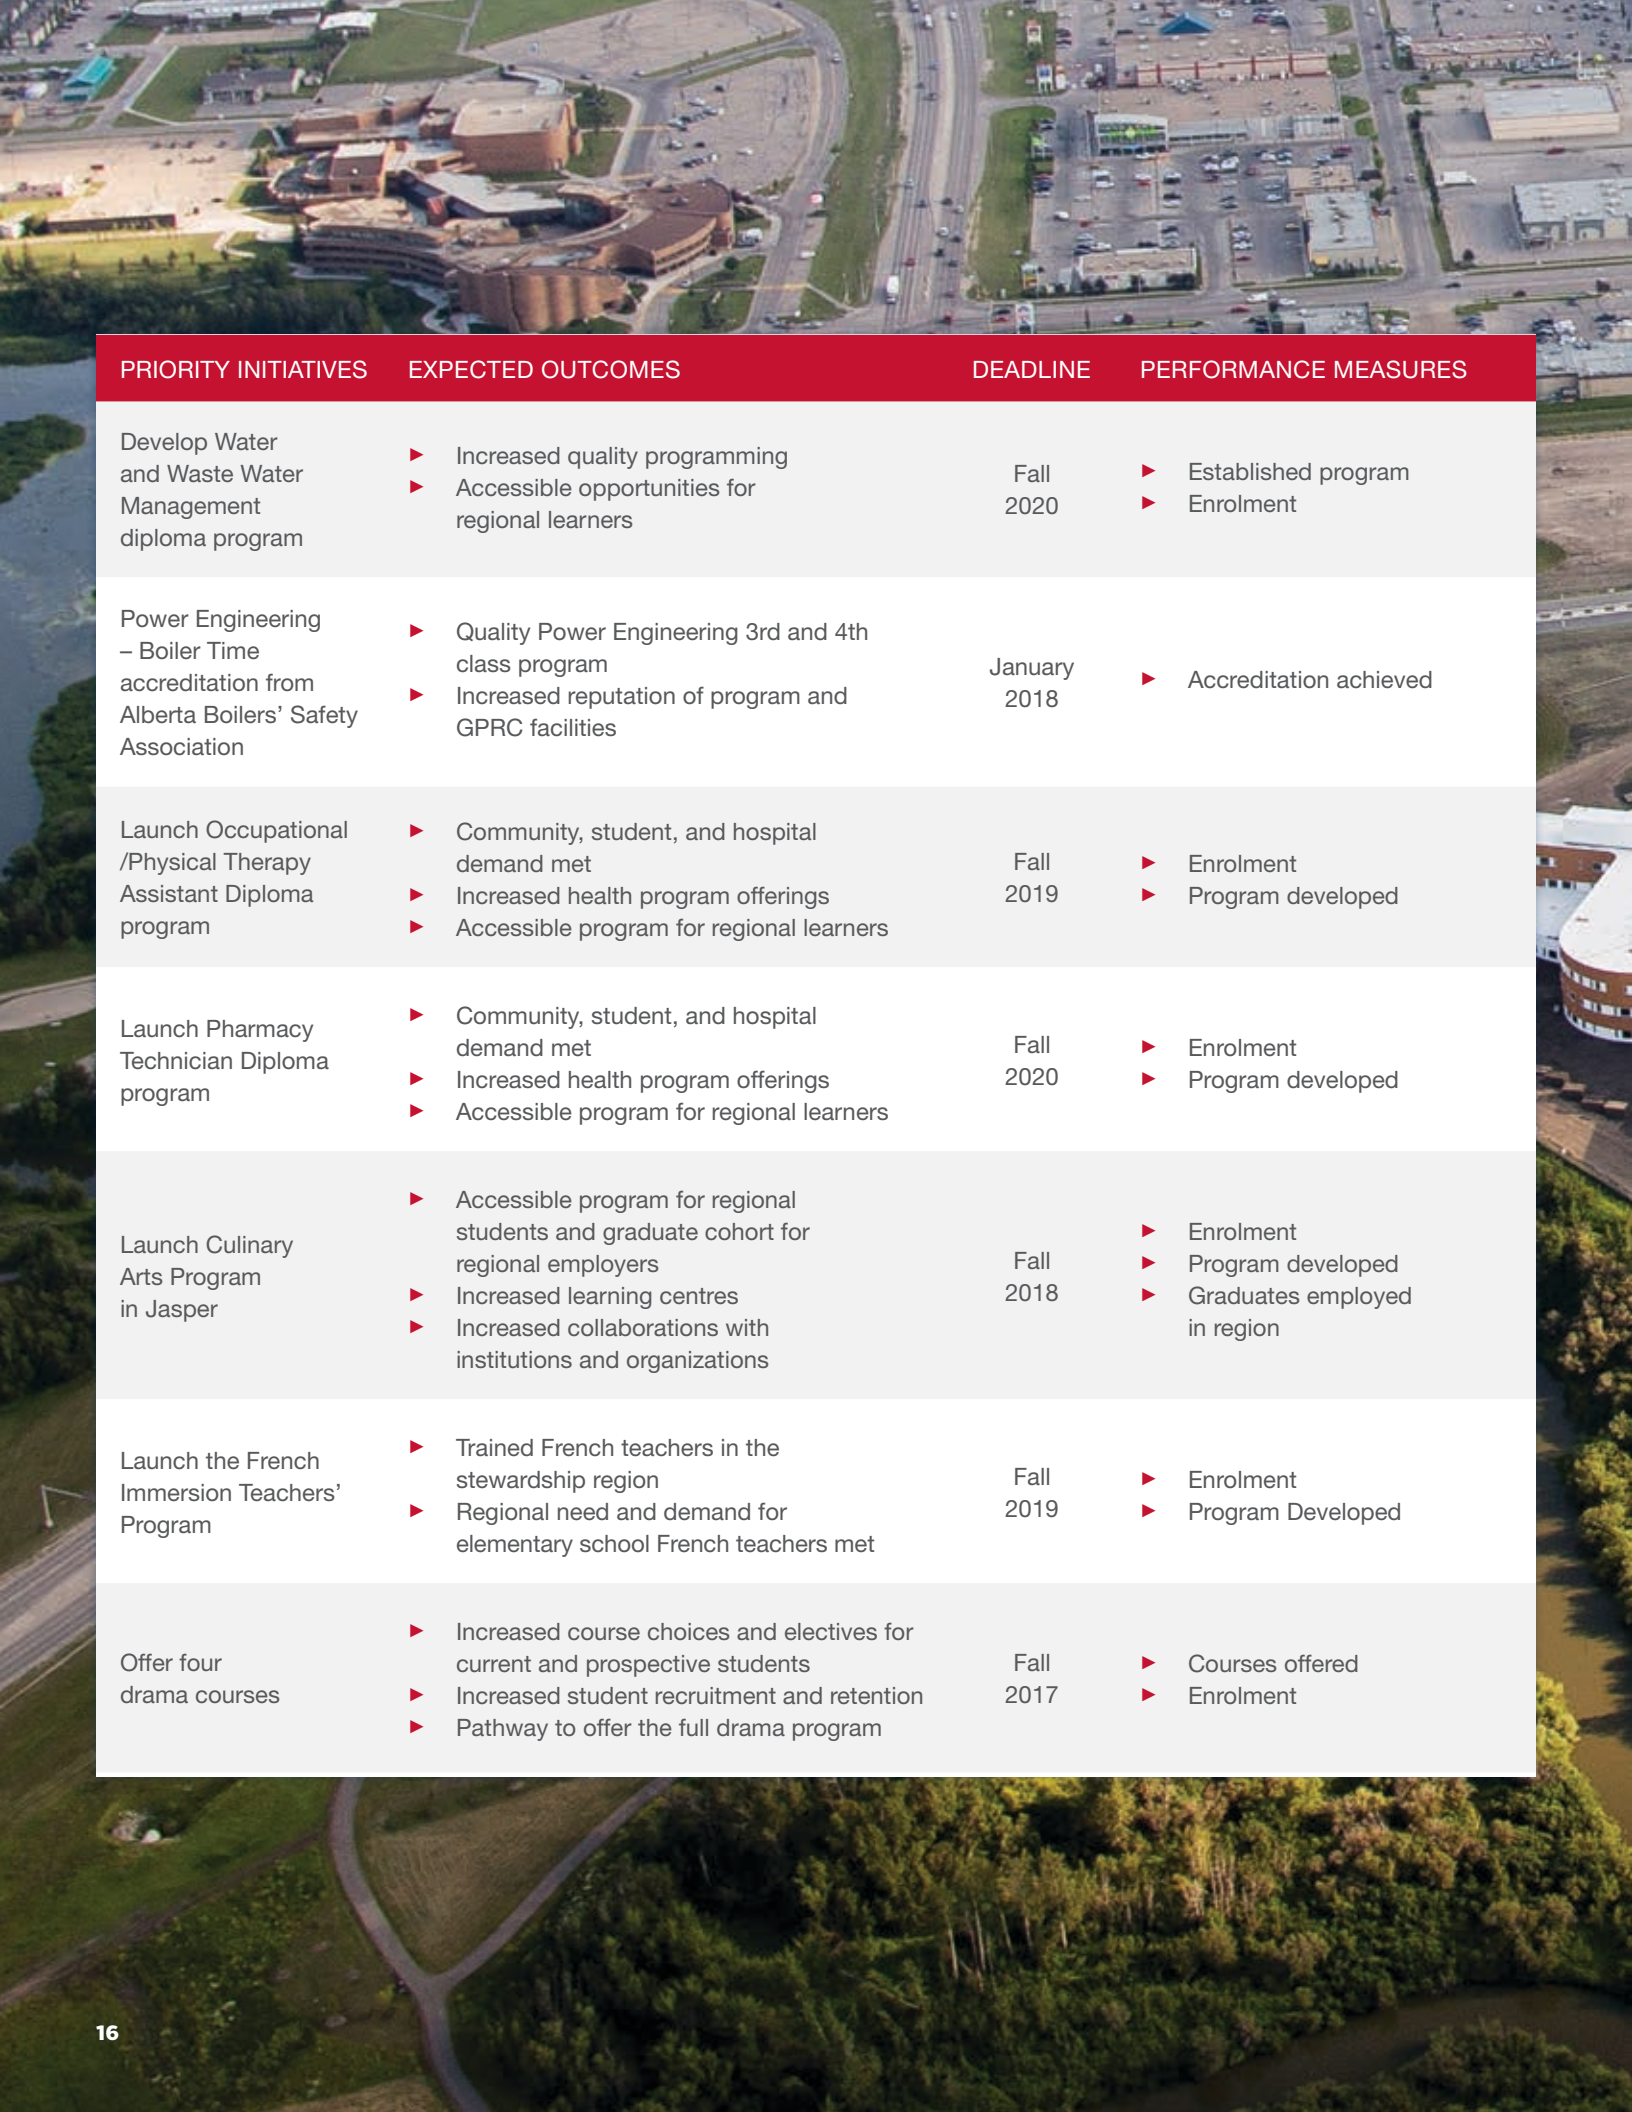 PRIORITY INITIATIVES EXPECTED OUTCOMES DEADLINE PERFORMANCE MEASURES
Develop Water
and Waste Water
Management
diploma program
► Increased quality programming
► Accessible opportunities for
regional learners
Fall
2020
► Established program
► Enrolment
Power Engineering
– Boiler Time
accreditation from
Alberta Boilers’ Safety
Association
► Quality Power Engineering 3rd and 4th
class program
► Increased reputation of program and
GPRC facilities
January
2018
► Accreditation achieved
Launch Occupational
/Physical Therapy
Assistant Diploma
program
► Community, student, and hospital
demand met
► Increased health program offerings
► Accessible program for regional learners
Fall
2019
► Enrolment
► Program developed
Launch Pharmacy
Technician Diploma
program
► Community, student, and hospital
demand met
► Increased health program offerings
► Accessible program for regional learners
Fall
2020
► Enrolment
► Program developed
Launch Culinary
Arts Program
in Jasper
► Accessible program for regional
students and graduate cohort for
regional employers
► Increased learning centres
► Increased collaborations with
institutions and organizations
Fall
2018
► Enrolment
► Program developed
► Graduates employed
in region
Launch the French
Immersion Teachers’
Program
► Trained French teachers in the
stewardship region
► Regional need and demand for
elementary school French teachers met
Fall
2019
► Enrolment
► Program Developed
Offer four
drama courses
► Increased course choices and electives for
current and prospective students
► Increased student recruitment and retention
► Pathway to offer the full drama program
Fall
2017
► Courses offered
► Enrolment
16